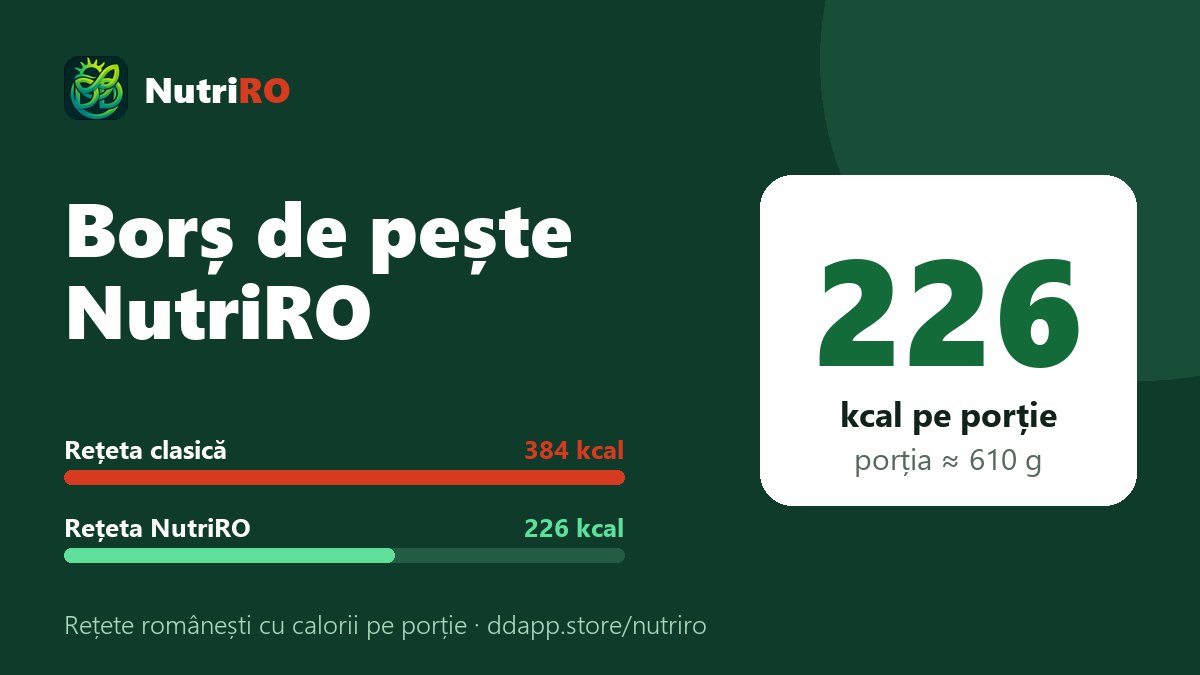 NutriRO
Borș de pește
NutriRO
Rețeta clasică 384 kcal
Rețeta NutriRO 226 kcal
226
kcal pe porție
porția ≈ 610 g
Rețete românești cu calorii pe porție · ddapp.store/nutriro